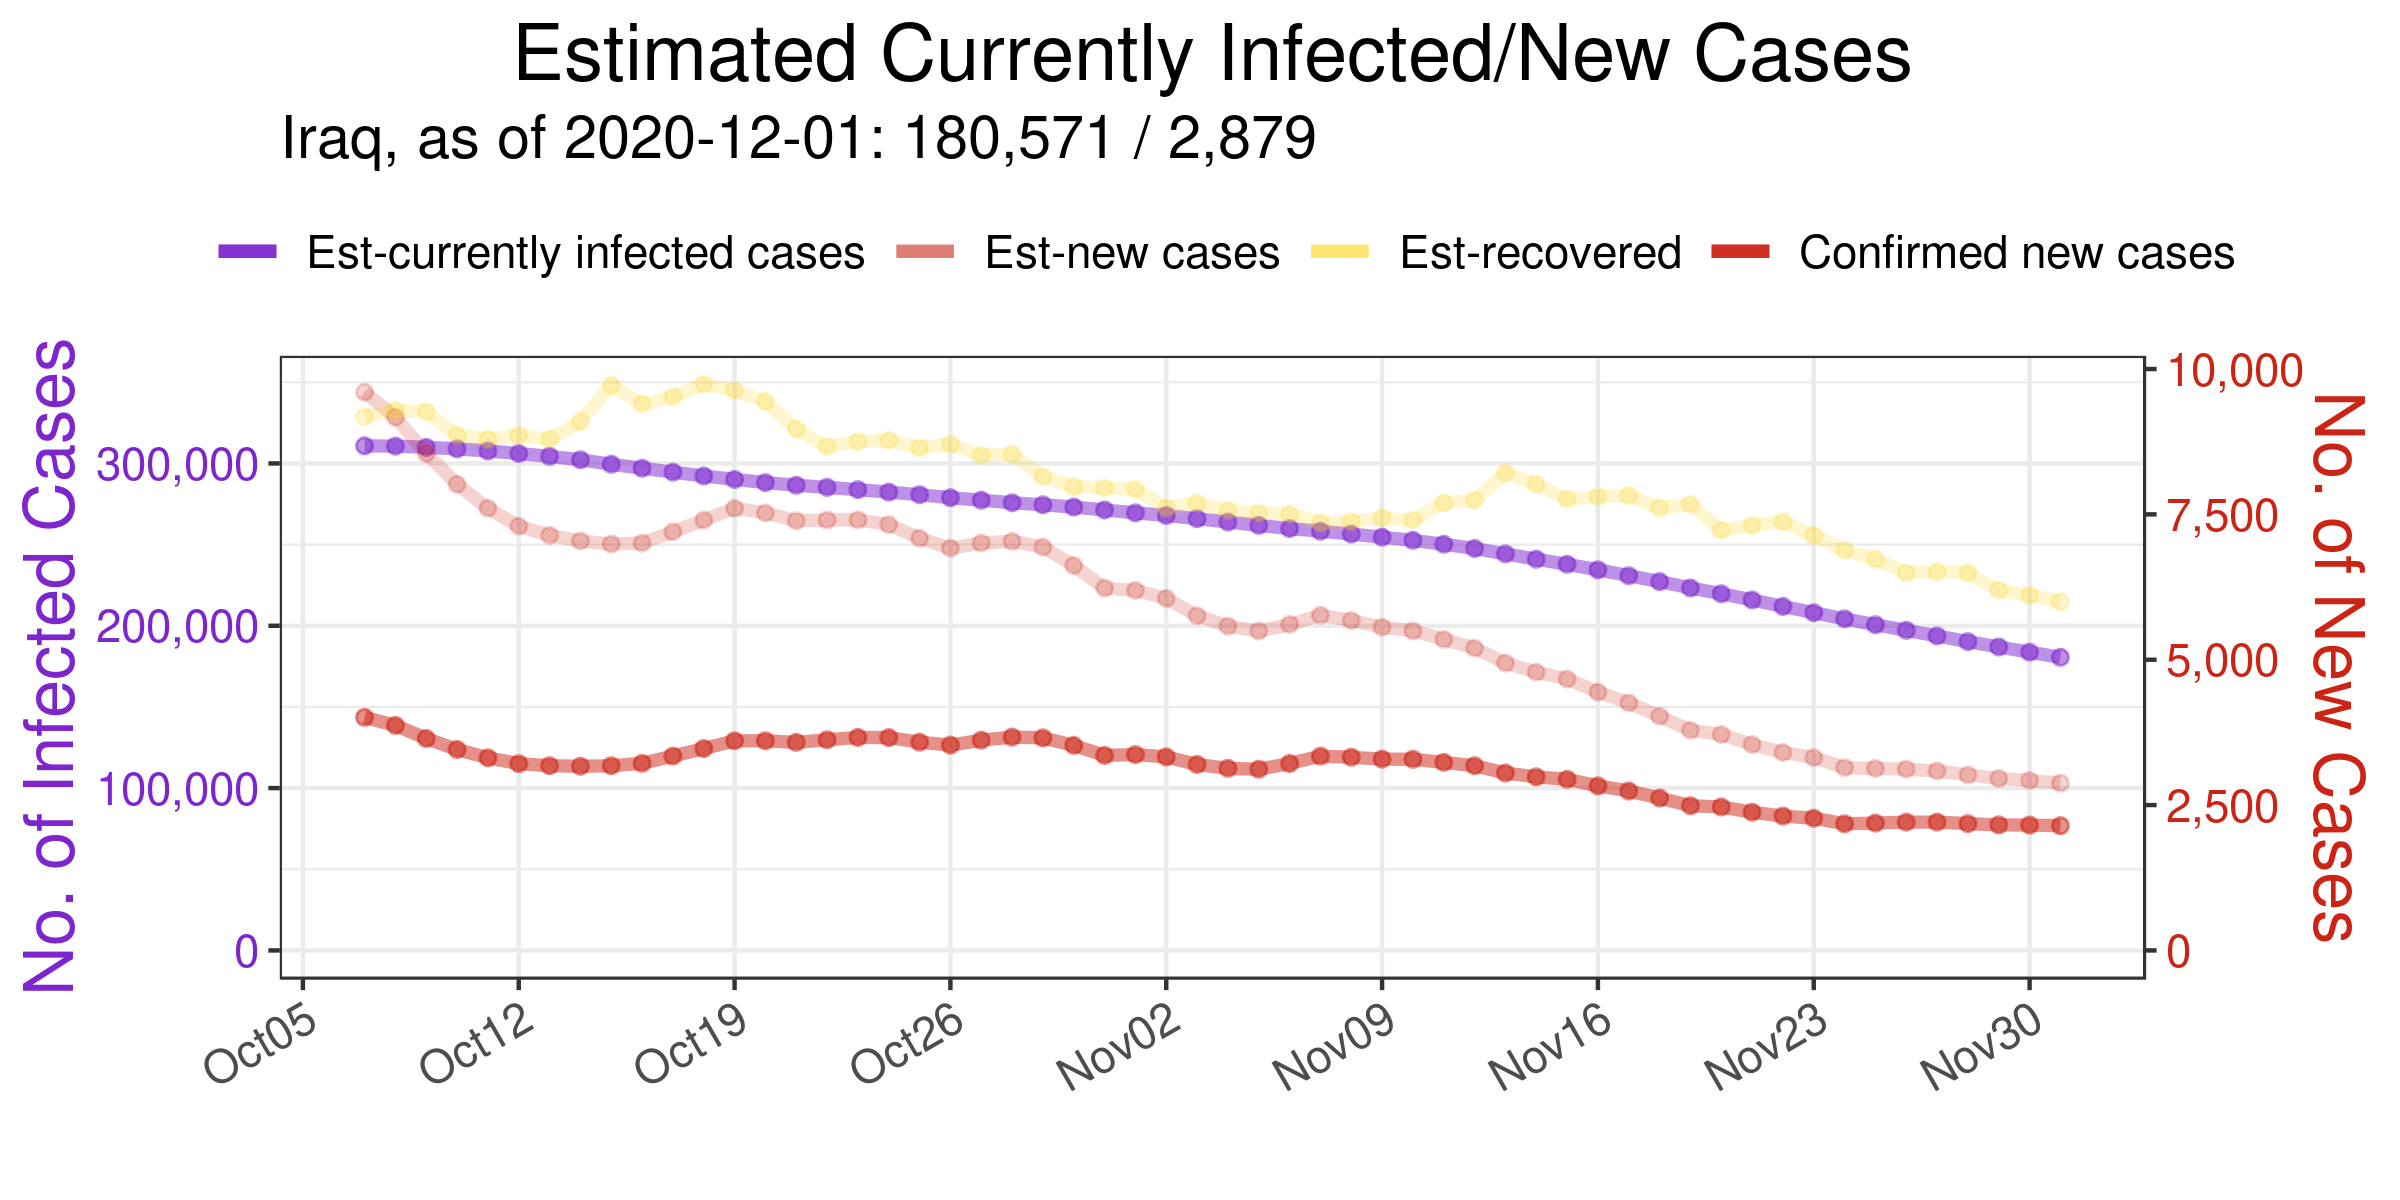 Estimated Currently Infected/New Cases
Iraq, as of 2020-12-01: 180,571 / 2,879
Est-currently infected cases Est-new cases Est-recovered Confirmed new cases
No. of Infected Cases
300,000
200,000
100,000
0
10,000
7,500
5,000
2,500
0
No. of New Cases
Oct05 Oct12 Oct19 Oct26 Nov02 Nov09 Nov16 Nov23 Nov30